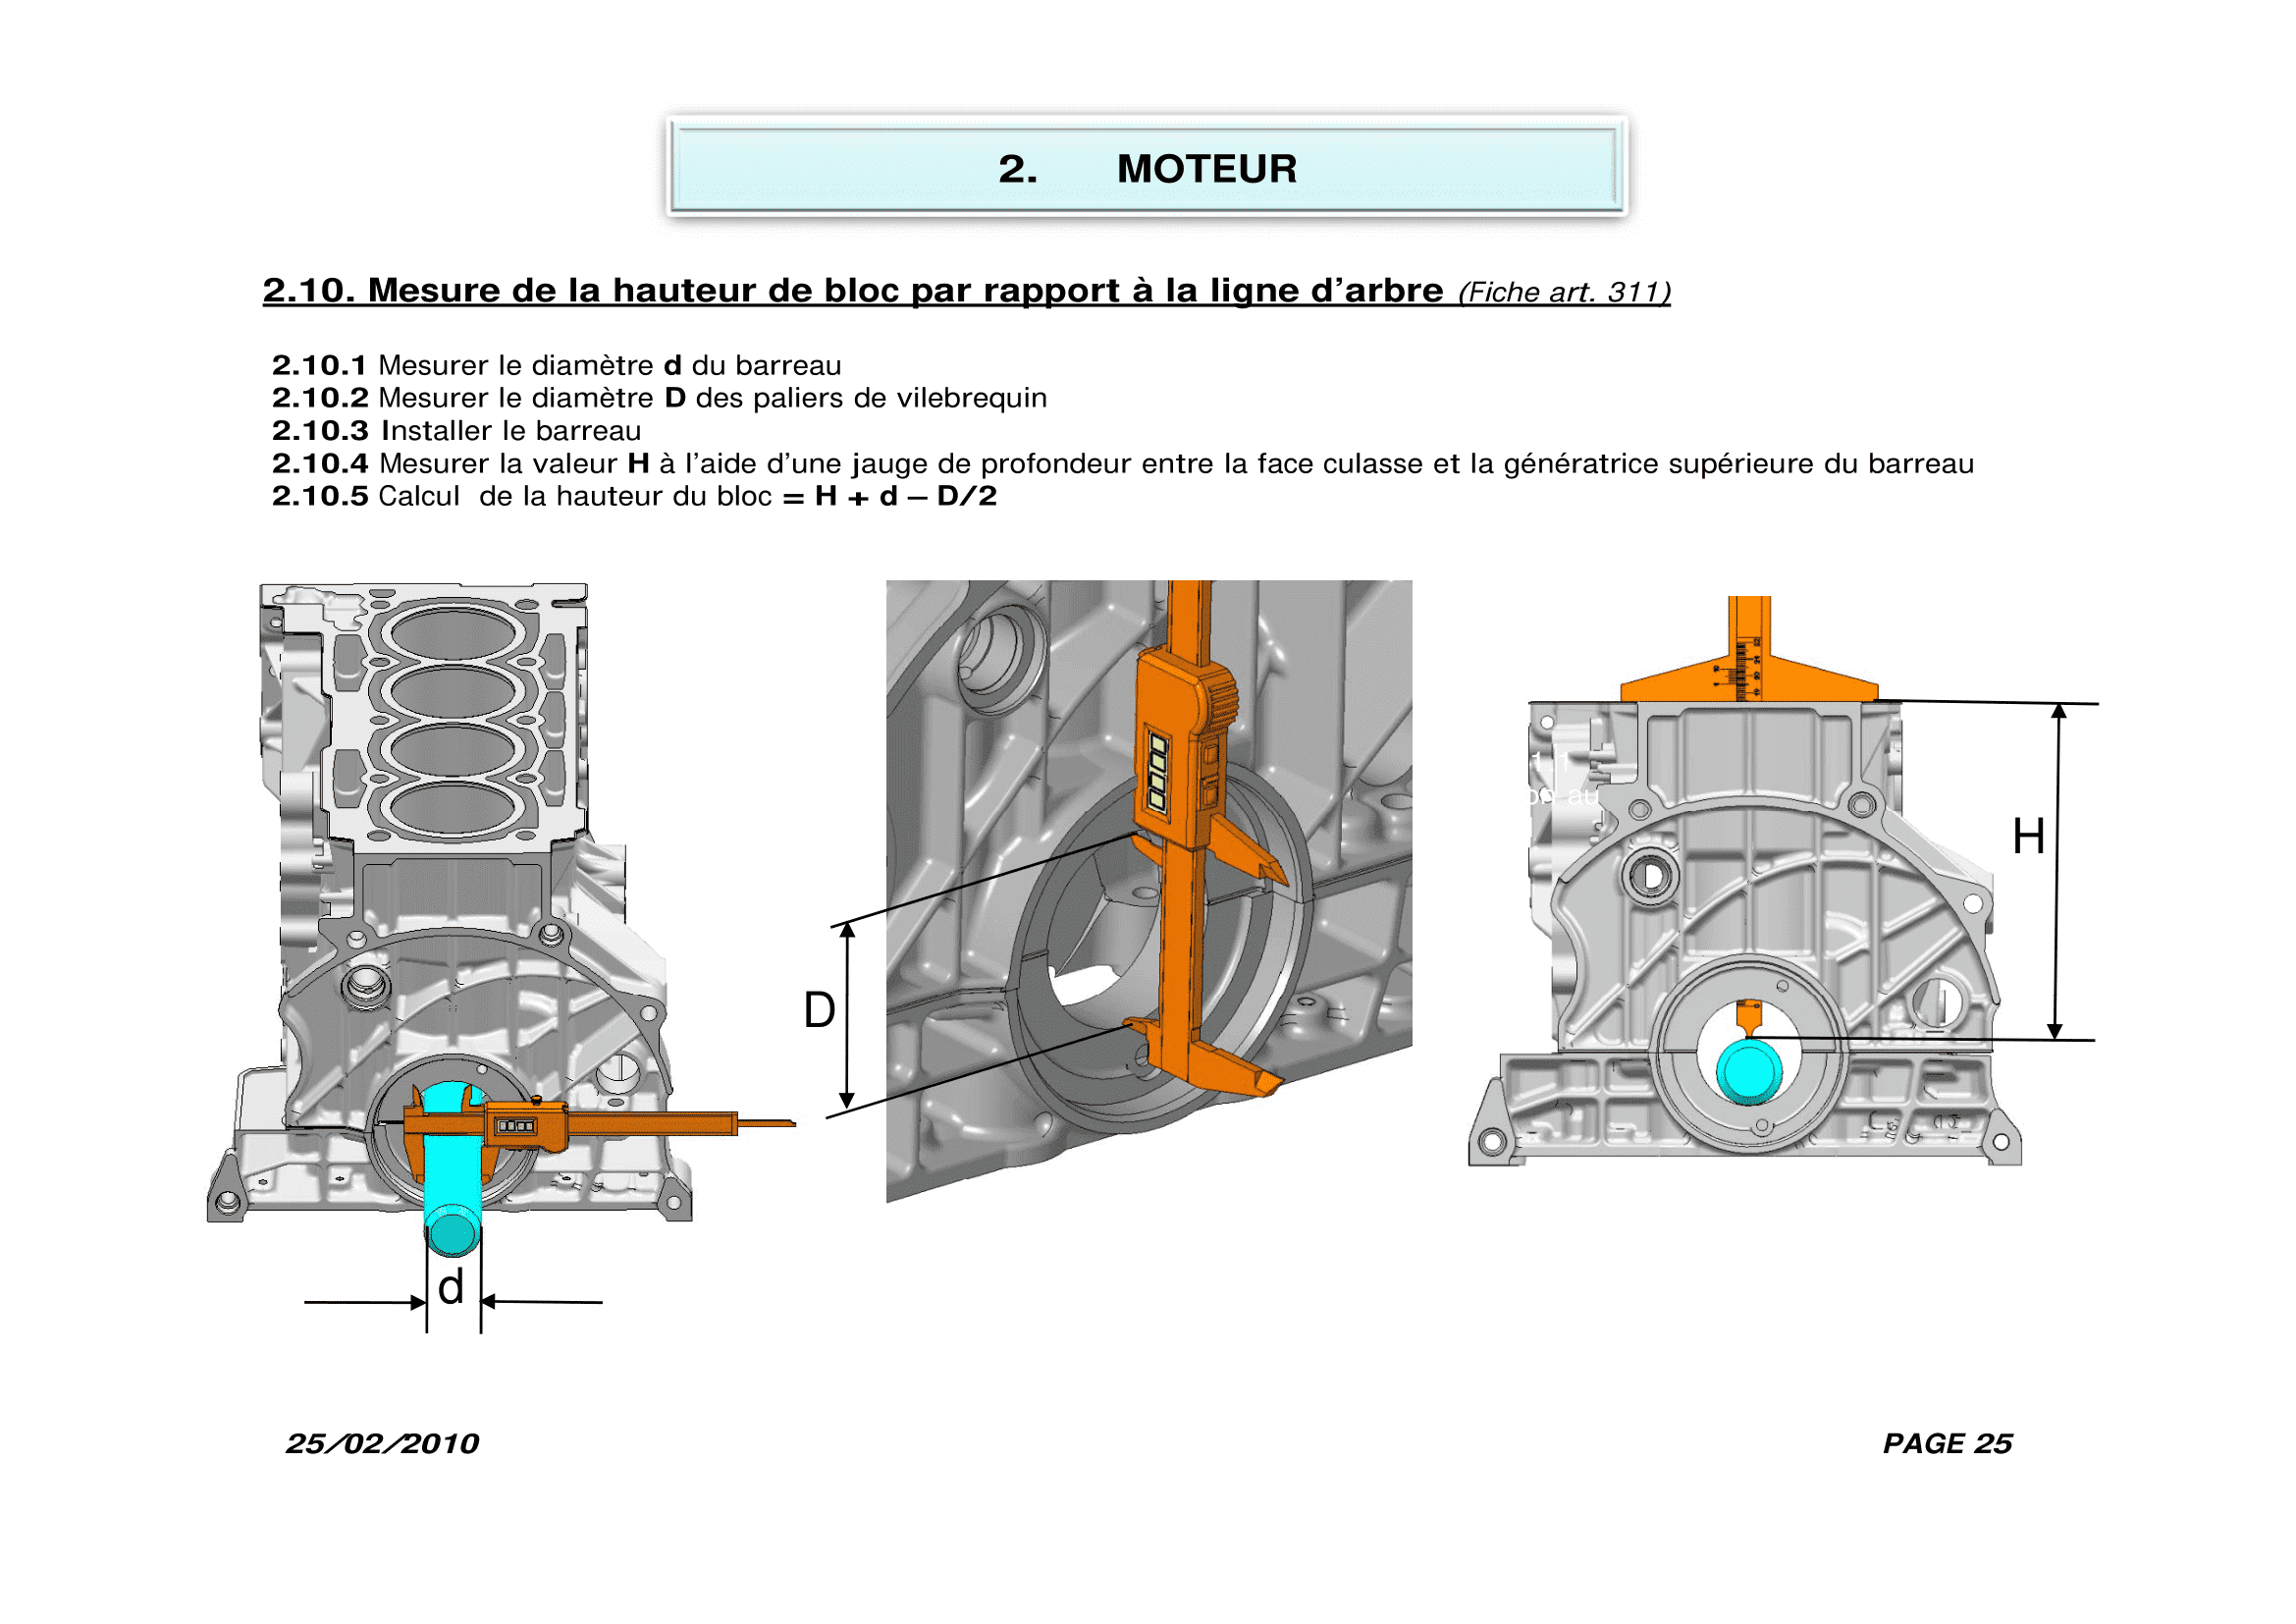 2. MOTEUR
2.10. Mesure de la hauteur de bloc par rapport à la ligne d’arbre (Fiche art. 311)
2.10.1 Mesurer le diamètre d du barreau
2.10.2 Mesurer le diamètre D des paliers de vilebrequin
2.10.3 Installer le barreau
2.10.4 Mesurer la valeur H à l’aide d’une jauge de profondeur entre la face culasse et la génératrice supérieure du barreau
2.10.5 Calcul de la hauteur du bloc = H + d – D/2
1.1
on au
H
D
d
25/02/2010
PAGE 25